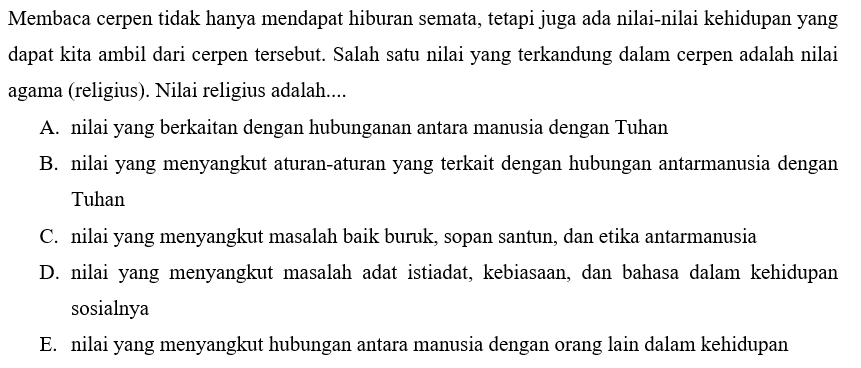 Membaca cerpen tidak hanya mendapat hiburan semata, tetapi juga ada nilai-nilai kehidupan yang
dapat kita ambil dari cerpen tersebut. Salah satu nilai yang terkandung dalam cerpen adalah nilai
agama (religius). Nilai religius adalah....
A. nilai yang berkaitan dengan hubunganan antara manusia dengan Tuhan
B. nilai yang menyangkut aturan-aturan yang terkait dengan hubungan antarmanusia dengan
Tuhan
C. nilai yang menyangkut masalah baik buruk, sopan santun, dan etika antarmanusia
D. nilai yang menyangkut masalah adat istiadat, kebiasaan, dan bahasa dalam kehidupan
sosialnya
E. nilai yang menyangkut hubungan antara manusia dengan orang lain dalam kehidupan